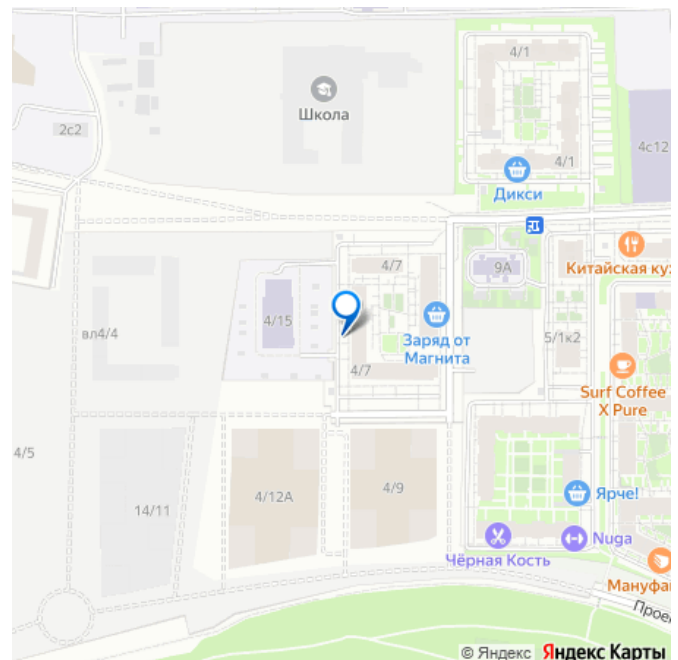 4/1
Школа
2с2
4с12
4/1
Дикси
4/7
9А
Китайская кух
4/15
вл4/4
Заряд от
Магнита
5/1к2
4/7
Surf Coffee
X Pure
4/5
4/12А
4/9
14/11
Ярче!
Nuga
Чёрная Кость
Мануфа
Прое
© Яндекс Яндекс Карты